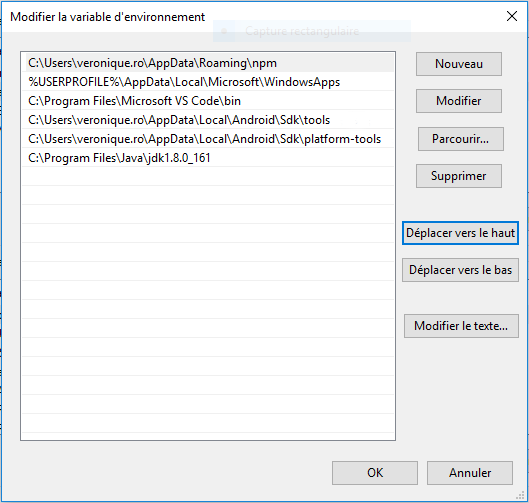 Modifier la variable d'environnement
Capture rectangulaire
C:\Users\veronique.ro\AppData\Roaming\npm
%USERPROFILE%\AppData\Local\Microsoft\WindowsApps
C:\Program Files\Microsoft VS Code\bin
C:\Users\veronique.ro\AppData\Local\Android\Sdk\tools
C:\Users\veronique.ro\AppData\Local\Android\Sdk\platform-tools
C:\Program Files\Java\jdk1.8.0_161
Nouveau
Modifier
Parcourir...
Supprimer
Déplacer vers le haut
Déplacer vers le bas
Modifier le texte...
OK
Annuler